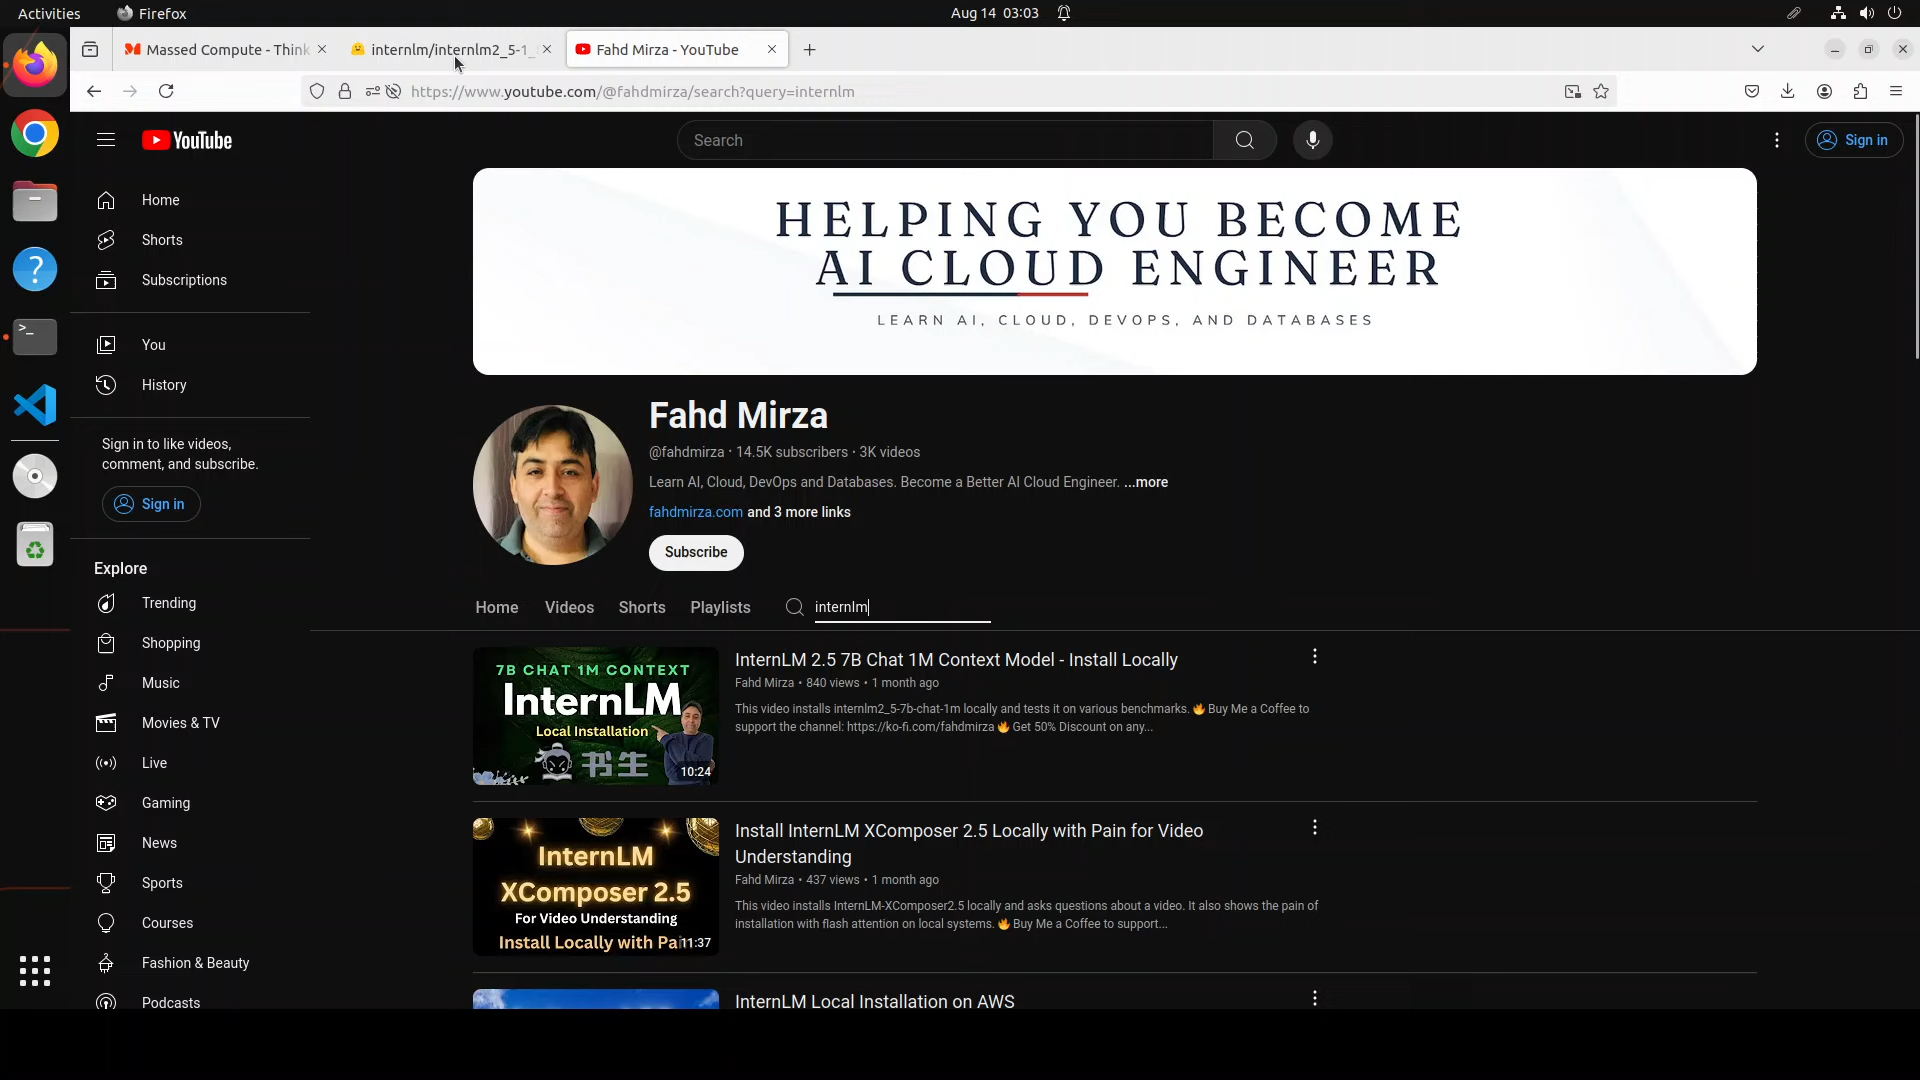 Activities
Firefox
Aug 14 03:03
Massed Compute - Think
internlm/internlm2_5-1_
Fahd Mirza - YouTube
https://www.youtube.com/@fahdmirza/search?query=internlm
YouTube
Search
Sign in
Home
Shorts
Subscriptions
You
History
Sign in to like videos,
comment, and subscribe.
Sign in
Explore
Trending
Shopping
Music
Movies & TV
Live
Gaming
News
Sports
Courses
Fashion & Beauty
Podcasts
HELPING YOU BECOME
AI CLOUD ENGINEER
LEARN AI, CLOUD, DEVOPS, AND DATABASES
Fahd Mirza
@fahdmirza · 14.5K subscribers · 3K videos
Learn AI, Cloud, DevOps and Databases. Become a Better AI Cloud Engineer. ...more
fahdmirza.com and 3 more links
Subscribe
Home Videos Shorts Playlists internlm
7B CHAT 1M CONTEXT
InternLM
Local Installation
书生
10:24
InternLM 2.5 7B Chat 1M Context Model - Install Locally
Fahd Mirza • 840 views • 1 month ago
This video installs internlm2_5-7b-chat-1m locally and tests it on various benchmarks. 🔥 Buy Me a Coffee to
support the channel: https://ko-fi.com/fahdmirza 🔥 Get 50% Discount on any...
InternLM
XComposer 2.5
For Video Understanding
Install Locally with Pai
11:37
Install InternLM XComposer 2.5 Locally with Pain for Video
Understanding
Fahd Mirza • 437 views • 1 month ago
This video installs InternLM-XComposer2.5 locally and asks questions about a video. It also shows the pain of
installation with flash attention on local systems. 🔥 Buy Me a Coffee to support...
InternLM Local Installation on AWS